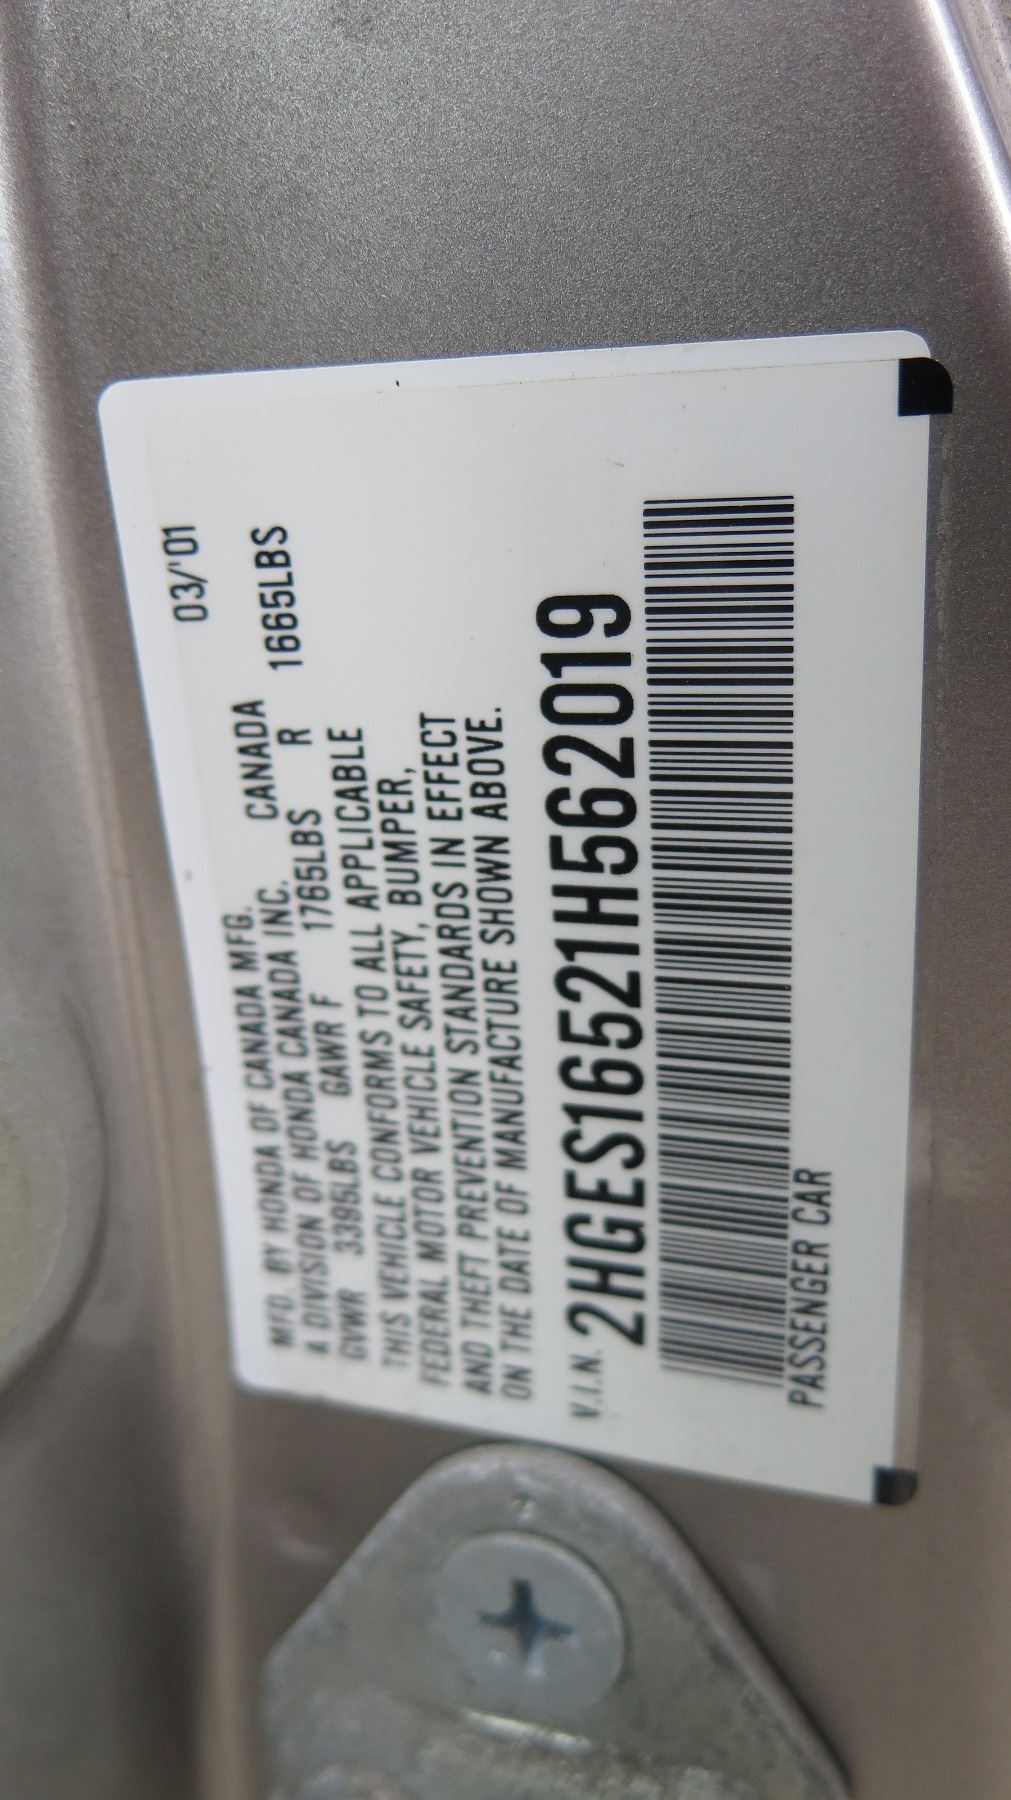 MFD. BY HONDA OF CANADA MFG. CANADA 03/'01
A DIVISION OF HONDA CANADA INC.
GVWR 3395LBS GAWR F 1765LBS R 1665LBS
THIS VEHICLE CONFORMS TO ALL APPLICABLE
FEDERAL MOTOR VEHICLE SAFETY, BUMPER,
AND THEFT PREVENTION STANDARDS IN EFFECT
ON THE DATE OF MANUFACTURE SHOWN ABOVE.
V.I.N. 2HGES16521H562019
PASSENGER CAR